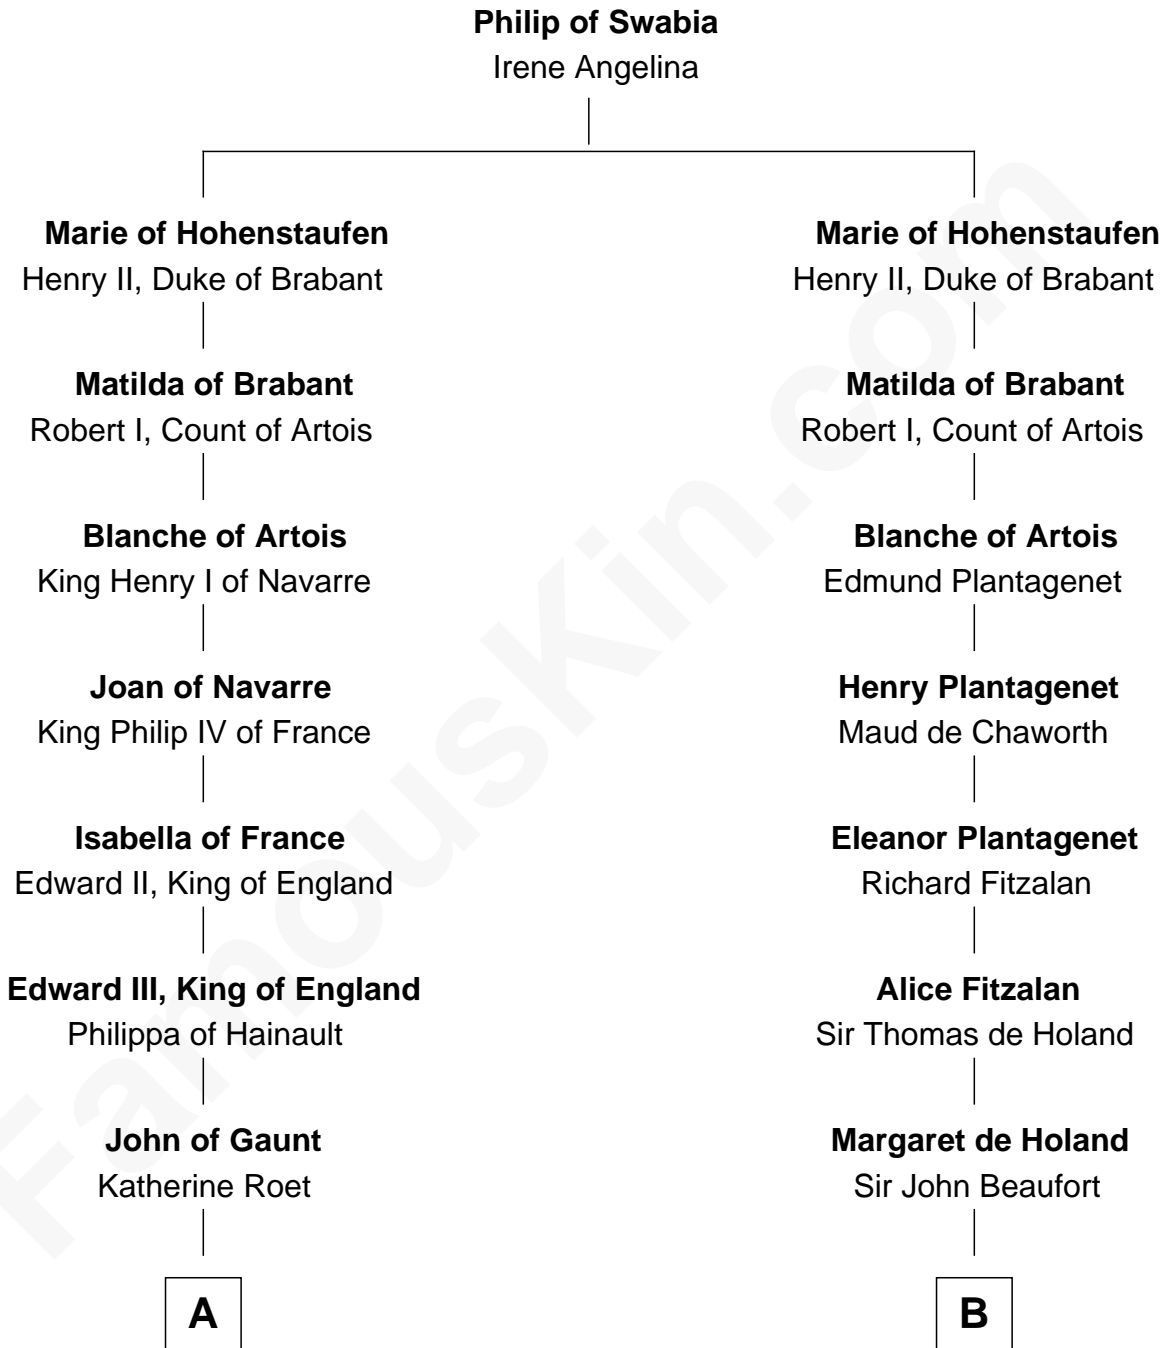 Philip of Swabia
Irene Angelina
Marie of Hohenstaufen
Henry II, Duke of Brabant
Matilda of Brabant
Robert I, Count of Artois
Blanche of Artois
King Henry I of Navarre
Joan of Navarre
King Philip IV of France
Isabella of France
Edward II, King of England
Edward III, King of England
Philippa of Hainault
John of Gaunt
Katherine Roet
A
Marie of Hohenstaufen
Henry II, Duke of Brabant
Matilda of Brabant
Robert I, Count of Artois
Blanche of Artois
Edmund Plantagenet
Henry Plantagenet
Maud de Chaworth
Eleanor Plantagenet
Richard Fitzalan
Alice Fitzalan
Sir Thomas de Holand
Margaret de Holand
Sir John Beaufort
B
FamousKin.com